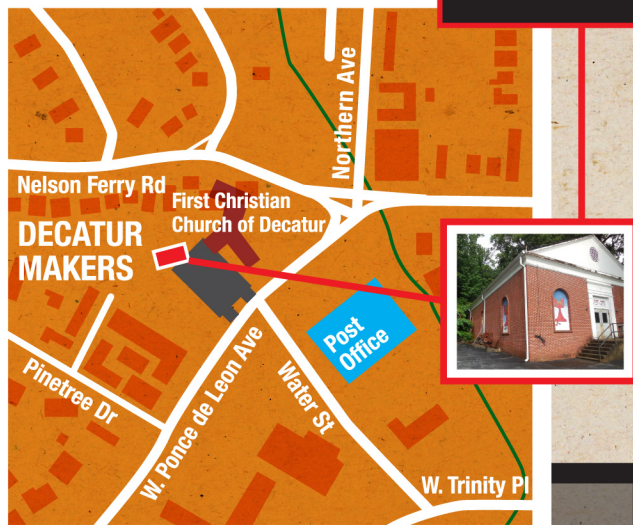 Northern Ave
Nelson Ferry Rd
First Christian
Church of Decatur
DECATUR
MAKERS
Post
Office
Pinetree Dr
W. Ponce de Leon Ave
Water St
W. Trinity Pl